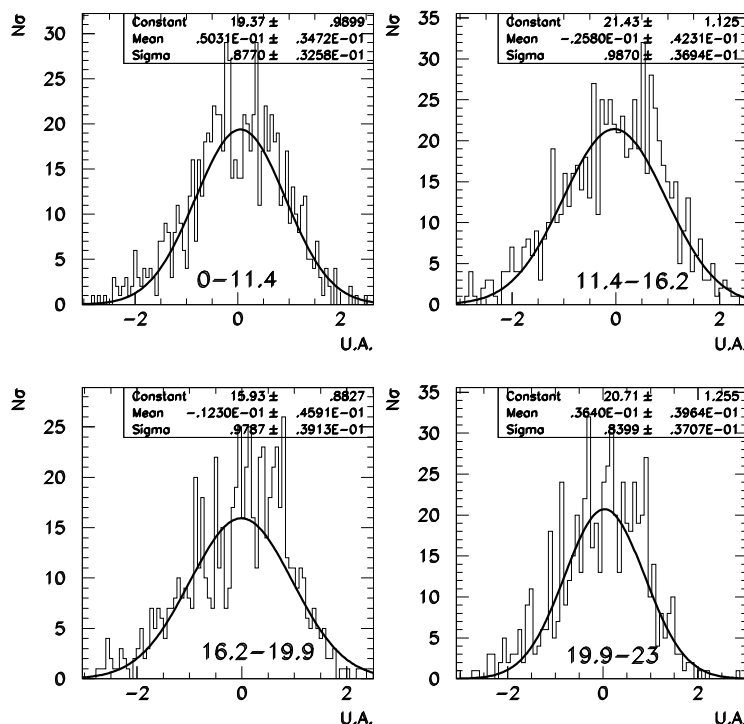 Nσ
Constant 19.37 ± .9899
Mean .5031E-01 ± .3472E-01
Sigma .8770 ± .3258E-01
30
25
20
15
10
5
0
0-11.4
-2 0 2
U.A.
Nσ
Constant 21.43 ± 1.125
Mean -.2580E-01 ± .4231E-01
Sigma .9870 ± .3694E-01
35
30
25
20
15
10
5
0
11.4-16.2
-2 0 2
U.A.
Nσ
Constant 15.93 ± .8827
Mean -.1230E-01 ± .4591E-01
Sigma .9787 ± .3913E-01
25
20
15
10
5
0
16.2-19.9
-2 0 2
U.A.
Nσ
Constant 20.71 ± 1.255
Mean .3640E-01 ± .3964E-01
Sigma .8399 ± .3707E-01
35
30
25
20
15
10
5
0
19.9-23
-2 0 2
U.A.